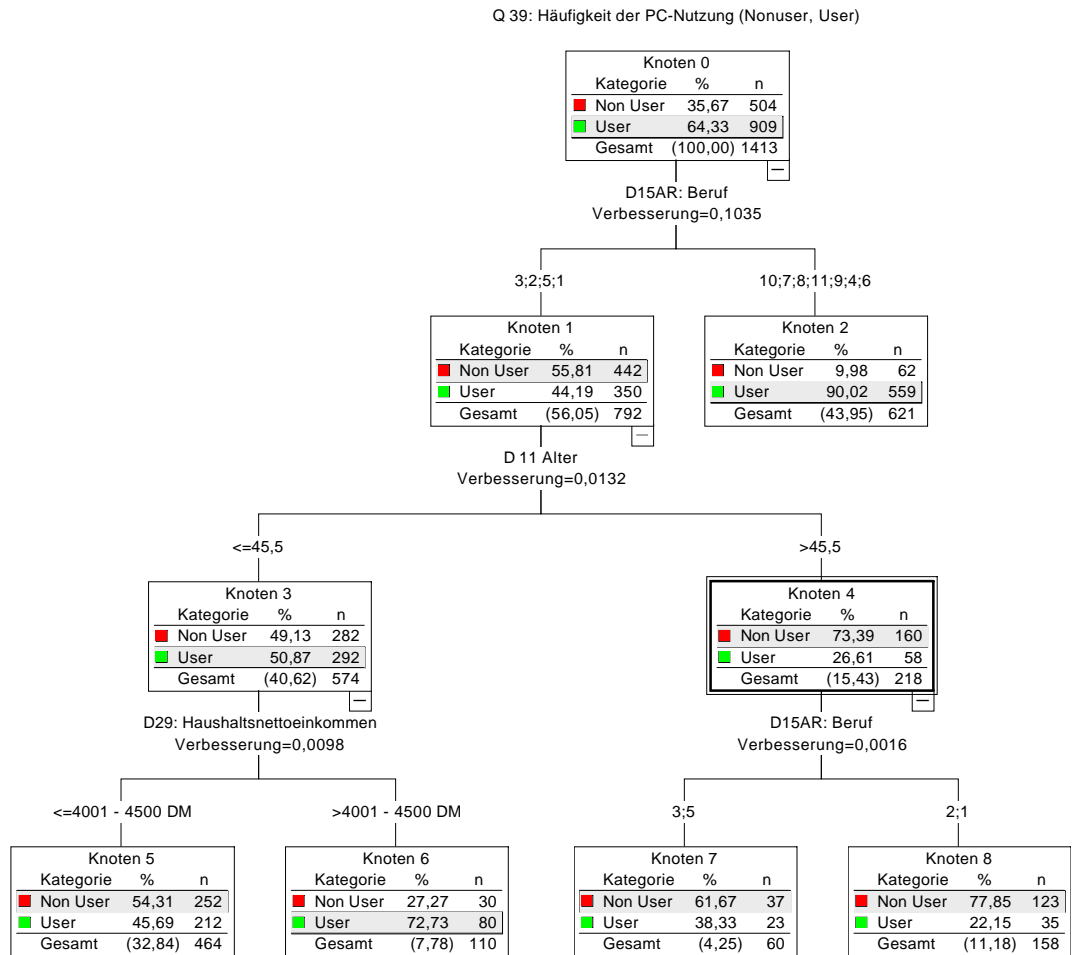 Q 39: Häufigkeit der PC-Nutzung (Nonuser, User)
Knoten 0
Kategorie % n
Non User 35,67 504
User 64,33 909
Gesamt (100,00) 1413
D15AR: Beruf
Verbesserung=0,1035
3;2;5;1
10;7;8;11;9;4;6
Knoten 1
Kategorie % n
Non User 55,81 442
User 44,19 350
Gesamt (56,05) 792
Knoten 2
Kategorie % n
Non User 9,98 62
User 90,02 559
Gesamt (43,95) 621
D 11 Alter
Verbesserung=0,0132
<=45,5
>45,5
Knoten 3
Kategorie % n
Non User 49,13 282
User 50,87 292
Gesamt (40,62) 574
Knoten 4
Kategorie % n
Non User 73,39 160
User 26,61 58
Gesamt (15,43) 218
D29: Haushaltsnettoeinkommen
Verbesserung=0,0098
D15AR: Beruf
Verbesserung=0,0016
<=4001 - 4500 DM
>4001 - 4500 DM
3;5
2;1
Knoten 5
Kategorie % n
Non User 54,31 252
User 45,69 212
Gesamt (32,84) 464
Knoten 6
Kategorie % n
Non User 27,27 30
User 72,73 80
Gesamt (7,78) 110
Knoten 7
Kategorie % n
Non User 61,67 37
User 38,33 23
Gesamt (4,25) 60
Knoten 8
Kategorie % n
Non User 77,85 123
User 22,15 35
Gesamt (11,18) 158